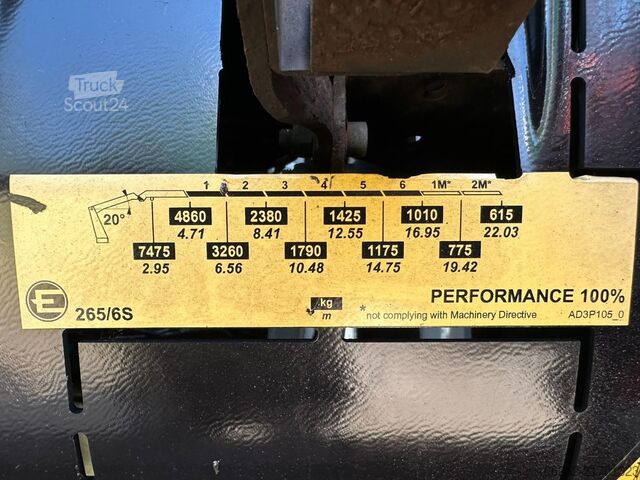 Truck
Scout24
1 2 3 4 5 6 1M* 2M*
20°
4860 2380 1425 1010 615
4.71 8.41 12.55 16.95 22.03
7475 3260 1790 1175 775
2.95 6.56 10.48 14.75 19.42
E
265/6S
kg
m
PERFORMANCE 100%
* not complying with Machinery Directive
AD3P105_0